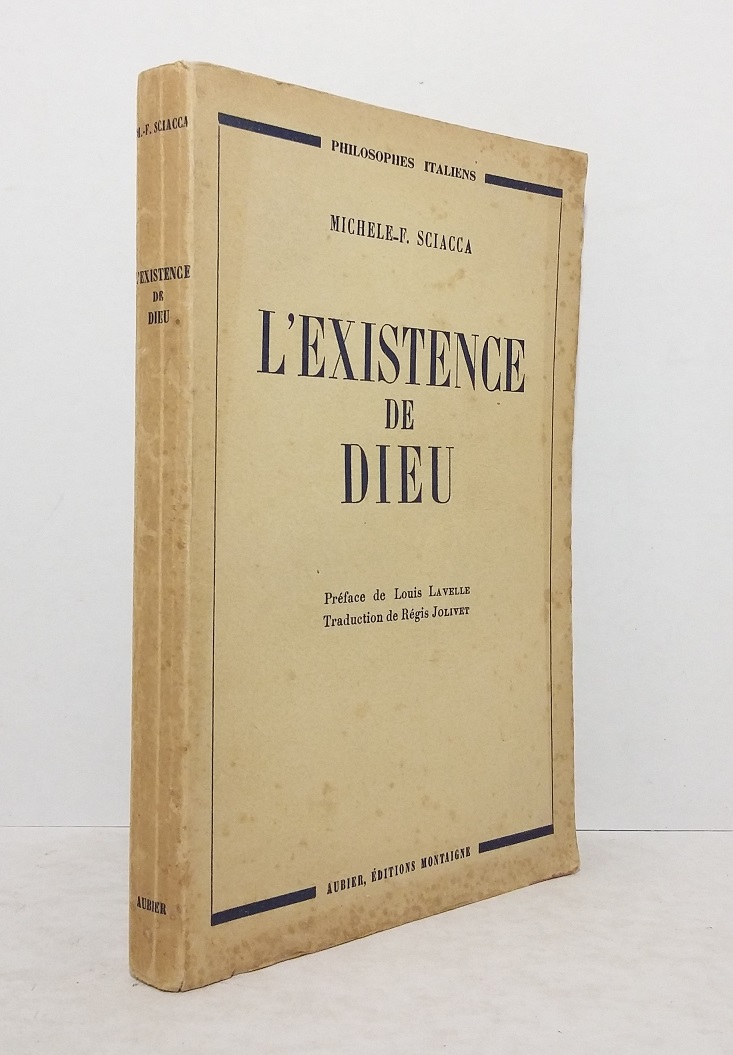 PHILOSOPHES ITALIENS
MICHELE-F. SCIACCA
L'EXISTENCE
DE
DIEU
Préface de Louis LAVELLE
Traduction de Régis JOLIVET
AUBIER, ÉDITIONS MONTAIGNE
M.-F. SCIACCA
L'EXISTENCE
DE
DIEU
AUBIER